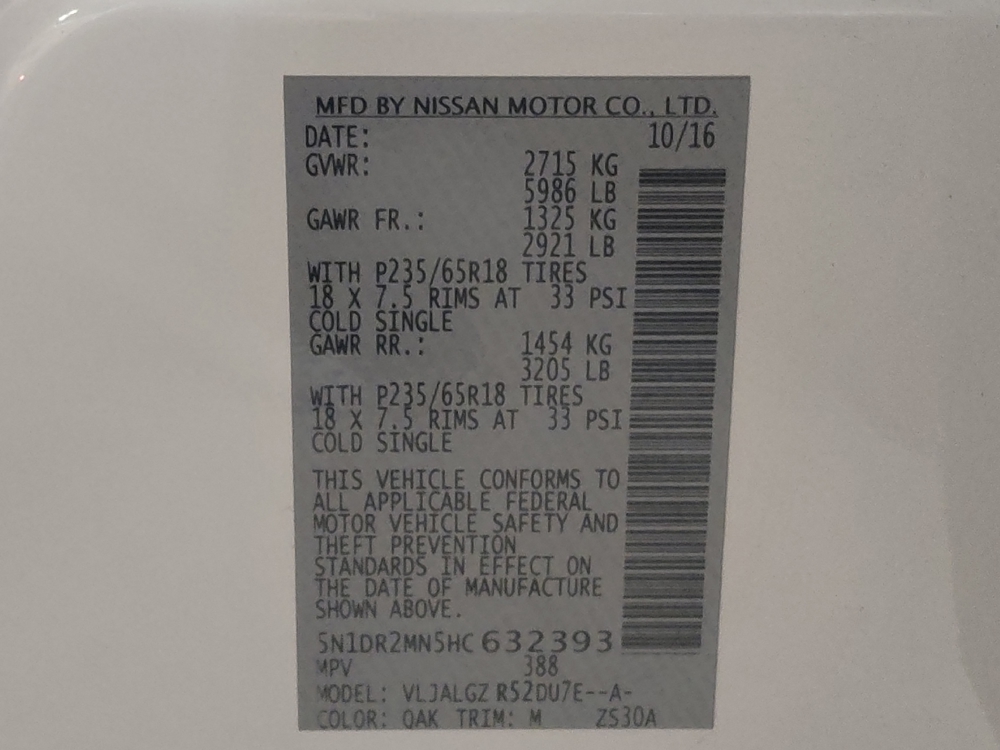 MFD BY NISSAN MOTOR CO., LTD.
DATE: 10/16
GVWR: 2715 KG
5986 LB
GAWR FR.: 1325 KG
2921 LB
WITH P235/65R18 TIRES
18 X 7.5 RIMS AT 33 PSI
COLD SINGLE
GAWR RR.: 1454 KG
3205 LB
WITH P235/65R18 TIRES
18 X 7.5 RIMS AT 33 PSI
COLD SINGLE
THIS VEHICLE CONFORMS TO
ALL APPLICABLE FEDERAL
MOTOR VEHICLE SAFETY AND
THEFT PREVENTION
STANDARDS IN EFFECT ON
THE DATE OF MANUFACTURE
SHOWN ABOVE.
5N1DR2MN5HC 632393
MPV 388
MODEL: VLJALGZ R52DU7E--A-
COLOR: QAK TRIM: M ZS30A